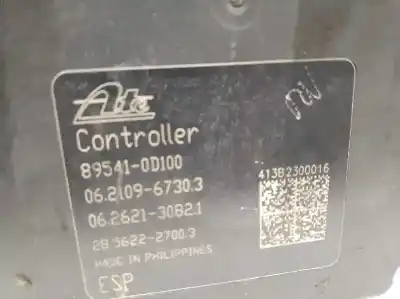 Ate
Controller
89541-0D100
06.2109-6730.3
06.2621-3082.1
28.5622-2700.3
MADE IN PHILIPPINES
ESP
413B2300016